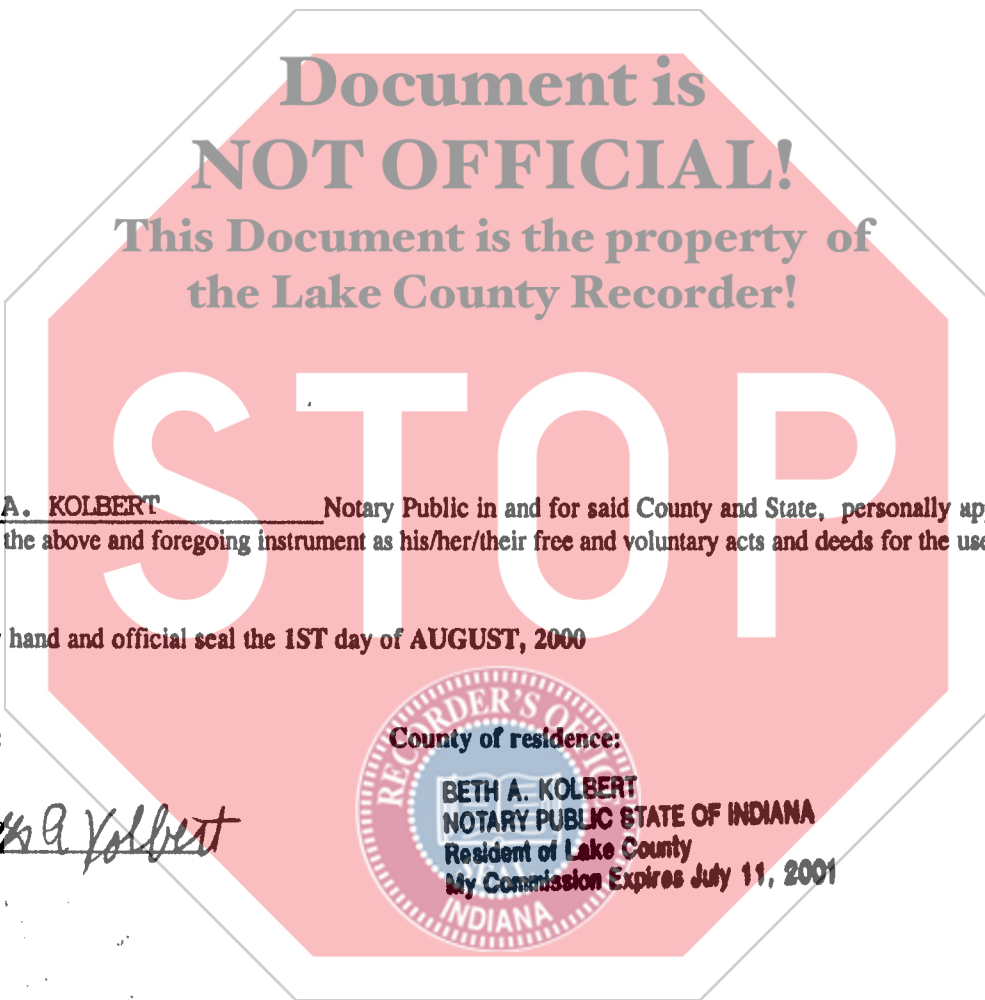 Document is
NOT OFFICIAL!
This Document is the property of
the Lake County Recorder!
STOP
A. KOLBERT Notary Public in and for said County and State, personally
the above and foregoing instrument as his/her/their free and voluntary acts and deeds for the
hand and official seal the 1ST day of AUGUST, 2000
RECORDER'S OFFICE
County of residence:
BETH A. KOLBERT
NOTARY PUBLIC STATE OF INDIANA
A Kolbert
Resident of Lake County
My Commission Expires July 11, 2001
INDIANA